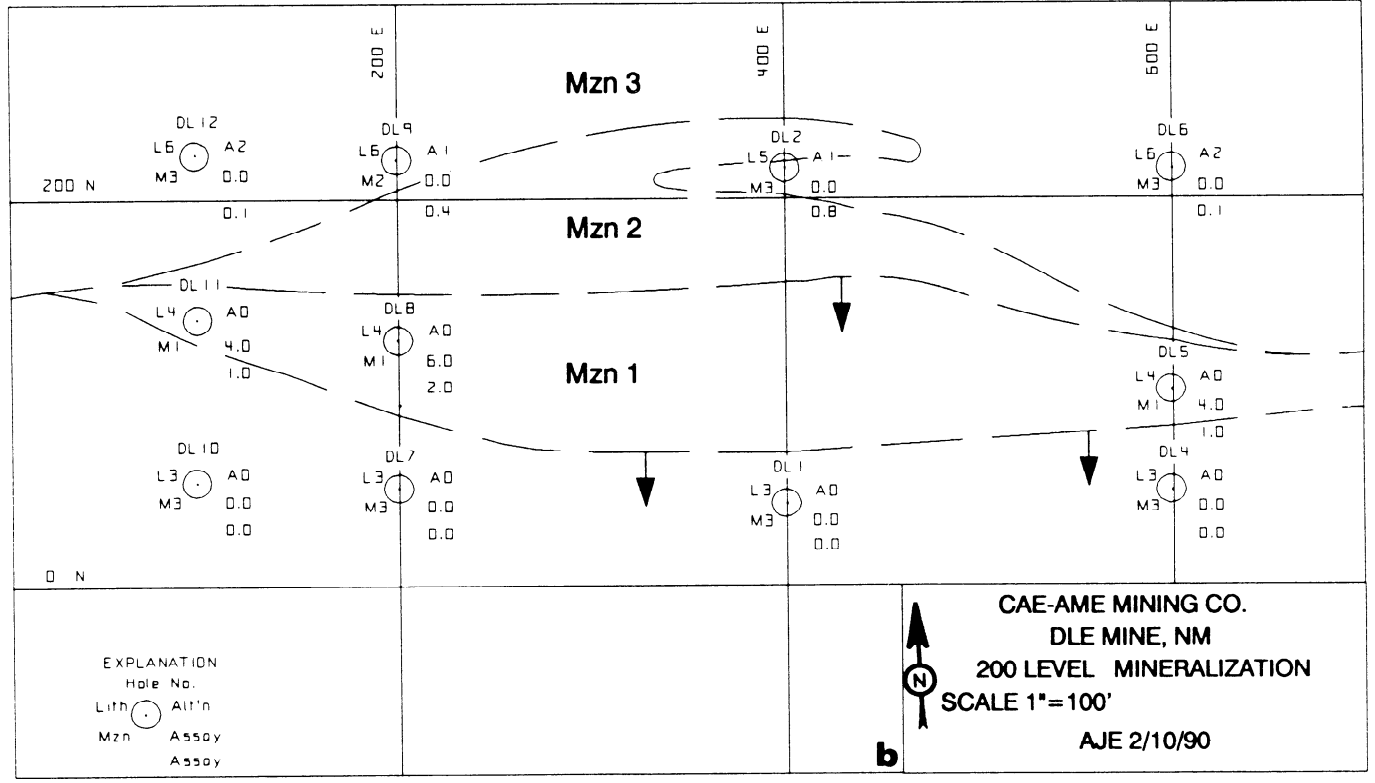 200 E
400 E
600 E
Mzn 3
DL12
L6 A2
M3 0.0
0.1
DL9
L6 A1
M2 0.0
0.4
DL2
L5 A1
M3 0.0
0.8
DL6
L6 A2
M3 0.0
0.1
200 N
Mzn 2
DL11
L4 A0
M1 4.0
1.0
DL8
L4 A0
M1 6.0
2.0
Mzn 1
DL5
L4 A0
M1 4.0
1.0
DL10
L3 A0
M3 0.0
0.0
DL7
L3 A0
M3 0.0
0.0
DL1
L3 A0
M3 0.0
0.0
DL4
L3 A0
M3 0.0
0.0
0 N
EXPLANATION
Hole No.
Lith Alt'n
Mzn Assay
Assay
b
N
CAE-AME MINING CO.
DLE MINE, NM
200 LEVEL MINERALIZATION
SCALE 1"=100'
AJE 2/10/90